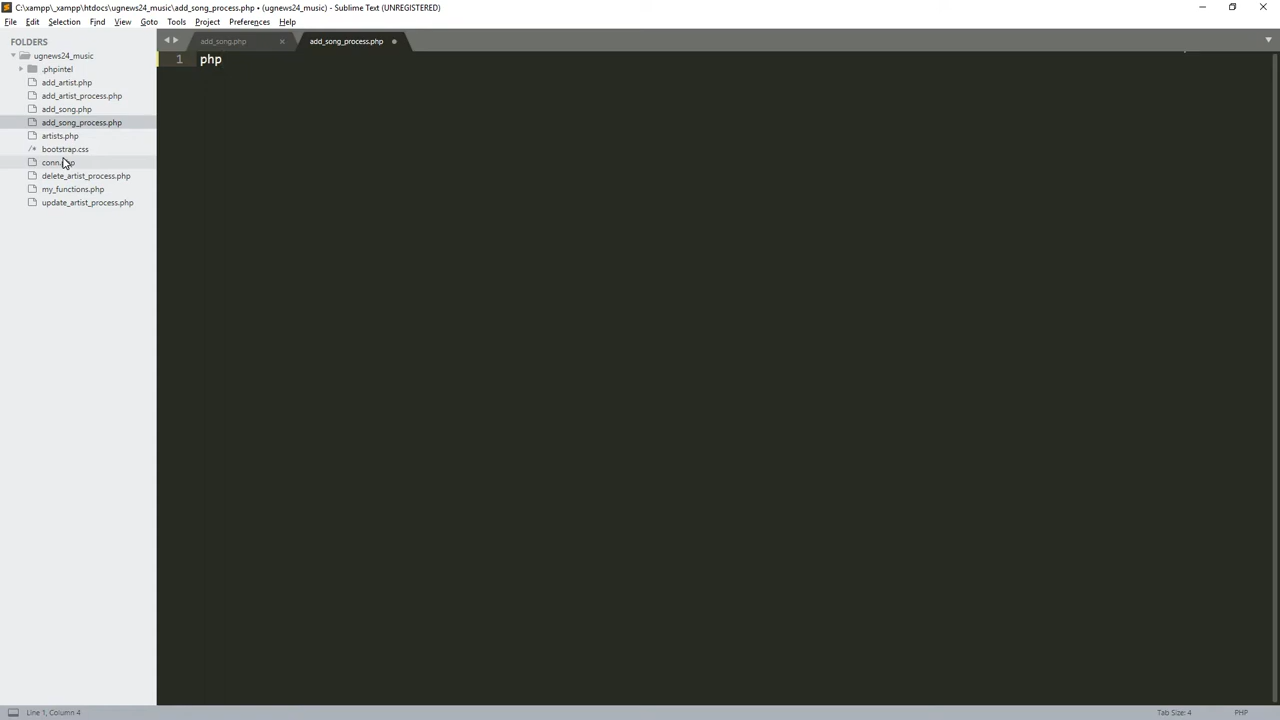 C:\xampp\_xampp\htdocs\ugnews24_music\add_song_process.php • (ugnews24_music) - Sublime Text (UNREGISTERED)
File Edit Selection Find View Goto Tools Project Preferences Help
FOLDERS
ugnews24_music
.phpintel
add_artist.php
add_artist_process.php
add_song.php
add_song_process.php
artists.php
/* bootstrap.css
conn.php
delete_artist_process.php
my_functions.php
update_artist_process.php
add_song.php
add_song_process.php
1 php
Line 1, Column 4
Tab Size: 4
PHP